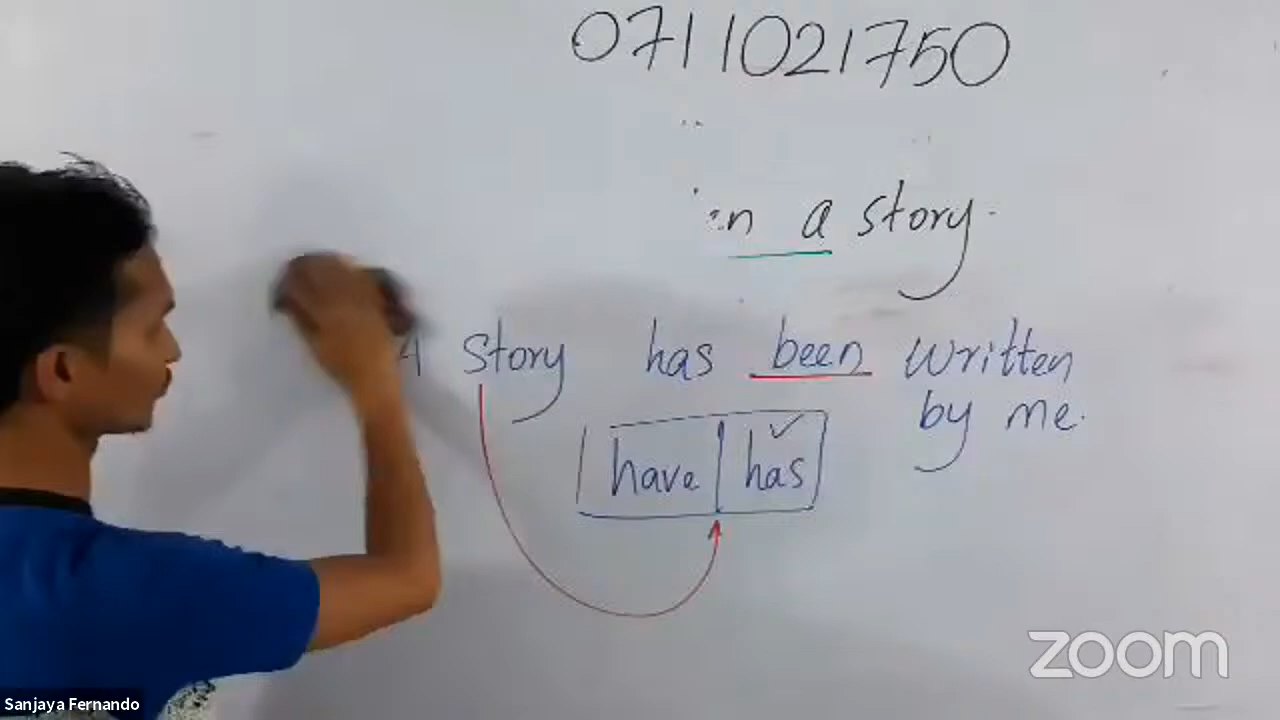 0711021750
n a story.
A story has been written
by me.
have has
zoom
Sanjaya Fernando